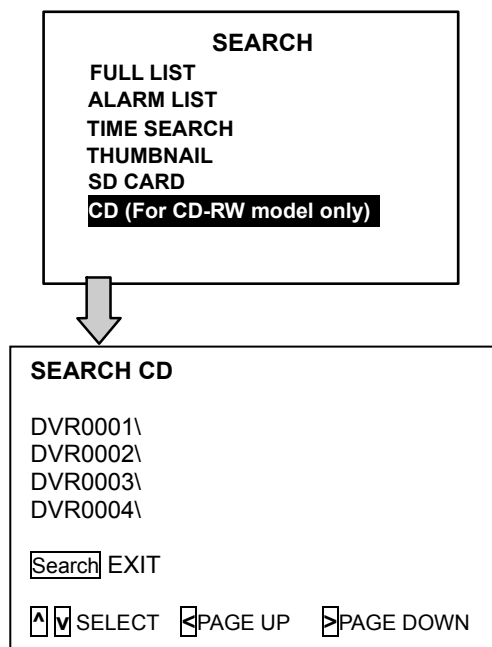 SEARCH
FULL LIST
ALARM LIST
TIME SEARCH
THUMBNAIL
SD CARD
CD (For CD-RW model only)
SEARCH CD
DVR0001\
DVR0002\
DVR0003\
DVR0004\
Search EXIT
^ v SELECT <PAGE UP >PAGE DOWN